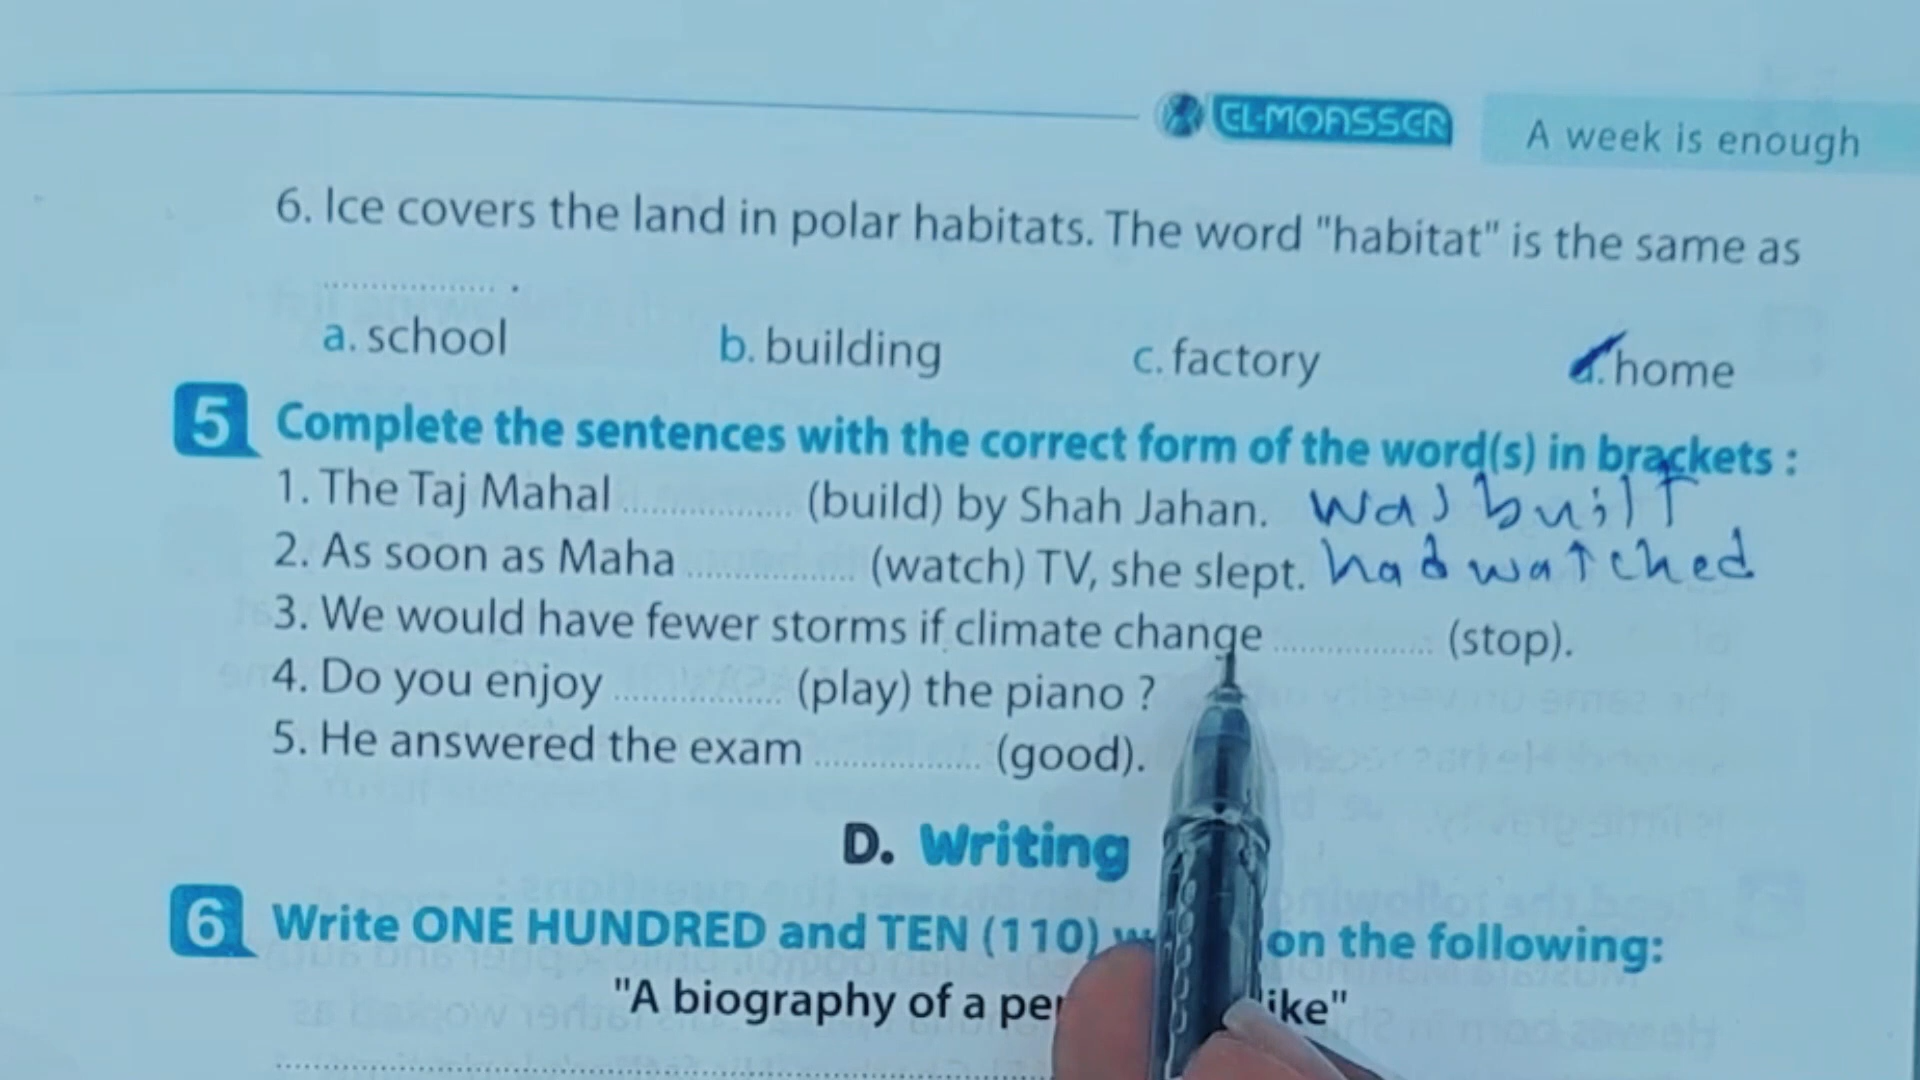 EL-MOASSER A week is enough
6. Ice covers the land in polar habitats. The word "habitat" is the same as
.................. .
a. school b. building c. factory d. home
5 Complete the sentences with the correct form of the word(s) in brackets :
1. The Taj Mahal .................. (build) by Shah Jahan. was built
2. As soon as Maha .................. (watch) TV, she slept. had watched
3. We would have fewer storms if climate change .................. (stop).
4. Do you enjoy .................. (play) the piano ?
5. He answered the exam .................. (good).
D. Writing
6 Write ONE HUNDRED and TEN (110) on the following:
"A biography of a